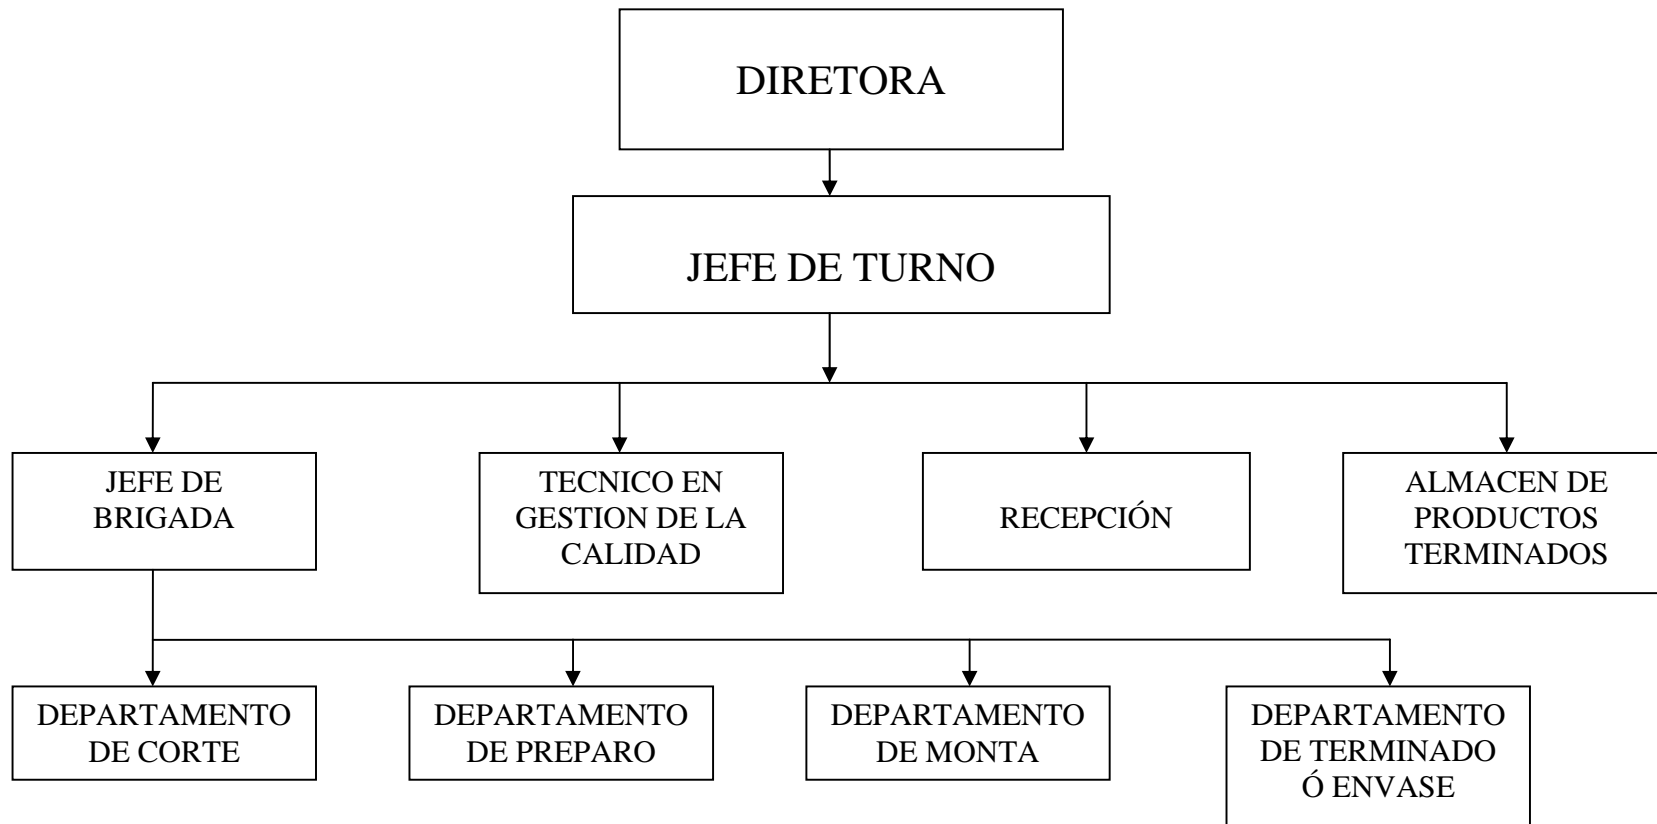 DIRETORA
JEFE DE TURNO
JEFE DE
BRIGADA
TECNICO EN
GESTION DE LA
CALIDAD
RECEPCIÓN
ALMACEN DE
PRODUCTOS
TERMINADOS
DEPARTAMENTO
DE CORTE
DEPARTAMENTO
DE PREPARO
DEPARTAMENTO
DE MONTA
DEPARTAMENTO
DE TERMINADO
Ó ENVASE